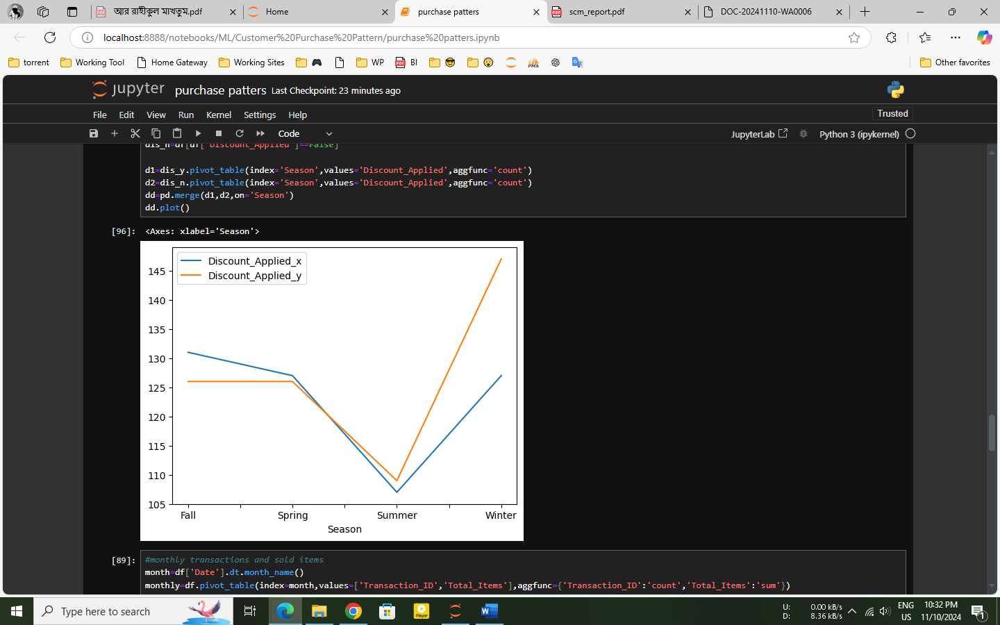 আর রাহীকুল মাখতুম.pdf
Home
purchase patters
scm_report.pdf
DOC-20241110-WA0006
localhost:8888/notebooks/ML/Customer%20Purchase%20Pattern/purchase%20patters.ipynb
torrent
Working Tool
Home Gateway
Working Sites
WP
BI
Other favorites
jupyter purchase patters Last Checkpoint: 23 minutes ago
File Edit View Run Kernel Settings Help
Trusted
Code
JupyterLab
Python 3 (ipykernel)
dis_n=df[df['Discount_Applied']==False]
d1=dis_y.pivot_table(index='Season',values='Discount_Applied',aggfunc='count')
d2=dis_n.pivot_table(index='Season',values='Discount_Applied',aggfunc='count')
dd=pd.merge(d1,d2,on='Season')
dd.plot()
[96]: <Axes: xlabel='Season'>
Discount_Applied_x
Discount_Applied_y
145
140
135
130
125
120
115
110
105
Fall Spring Summer Winter
Season
[89]: #monthly transactions and sold items
month=df['Date'].dt.month_name()
monthly=df.pivot_table(index=month,values=['Transaction_ID','Total_Items'],aggfunc={'Transaction_ID':'count','Total_Items':'sum'})
Type here to search
U: 0.00 kB/s
D: 8.36 kB/s
ENG
US
10:32 PM
11/10/2024
1